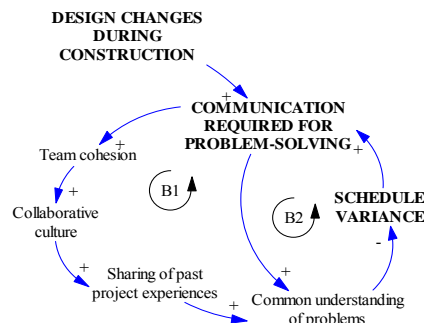 DESIGN CHANGES
DURING
CONSTRUCTION
+
COMMUNICATION
REQUIRED FOR
PROBLEM-SOLVING
+
+
Team cohesion
B1
+
SCHEDULE
VARIANCE
Collaborative
culture
B2
-
+
Sharing of past
project experiences
+
+
Common understanding
of problems